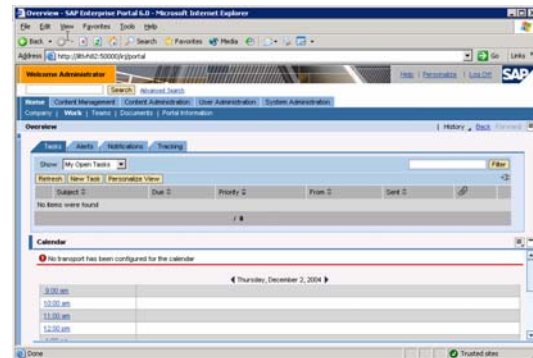 Overview - SAP Enterprise Portal 6.0 - Microsoft Internet Explorer
File Edit View Favorites Tools Help
Back Search Favorites Media
Address Go Links
Welcome Administrator Help | Personalize | Log Off SAP
Search Advanced Search
Home Content Management Content Administration User Administration System Administration
Company | Work | Teams | Documents | Portal Information
Overview | History Back Forward
Tasks Alerts Notifications Tracking
Show: My Open Tasks Filter
Refresh New Task Personalize View
Subject Due Priority From Sent
No items were found
Calendar
No transport has been configured for the calendar
Thursday, December 2, 2004
9:00 am
10:00 am
11:00 am
12:00 am
Done Trusted sites